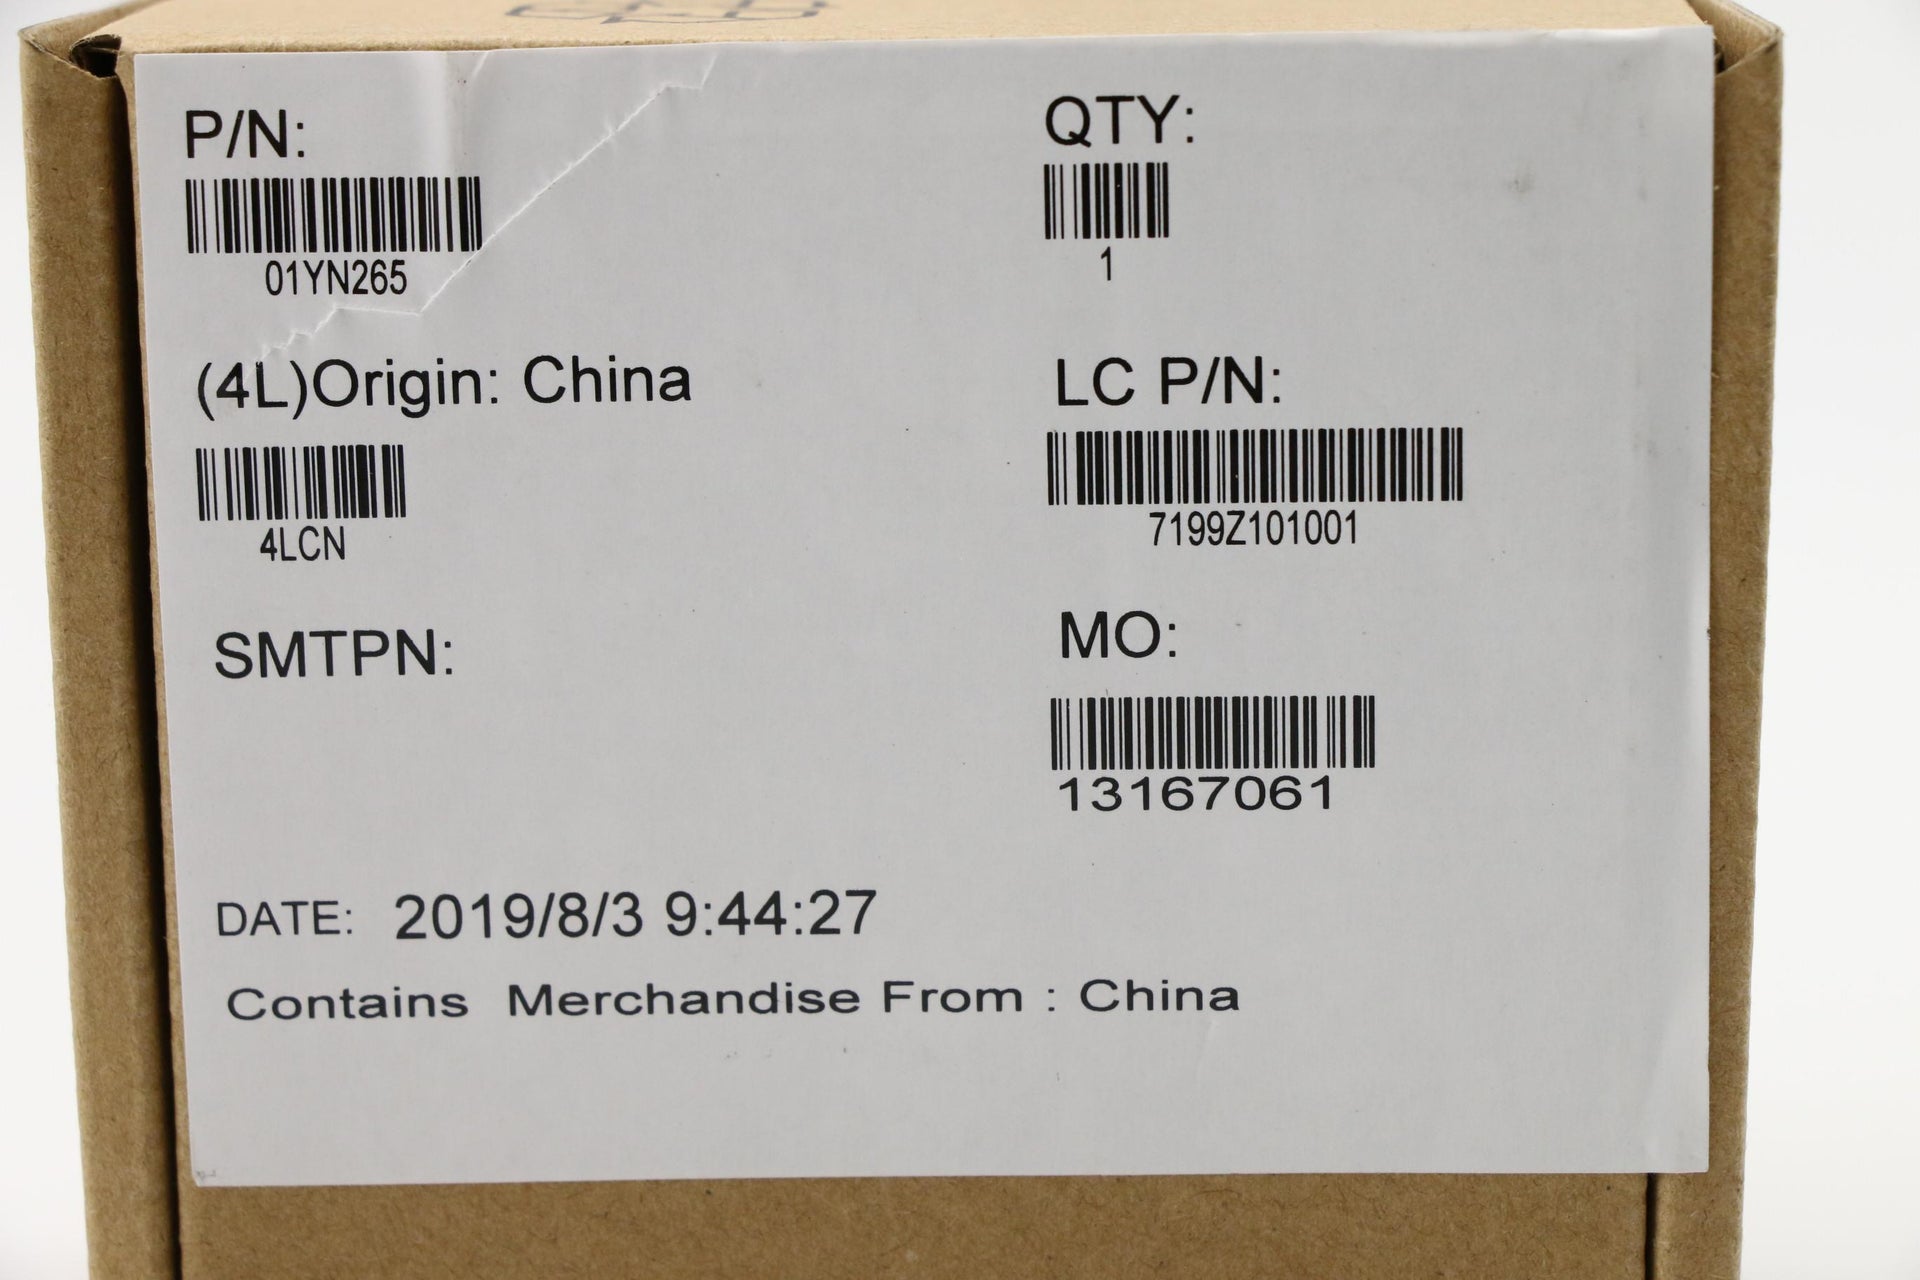 P/N:
01YN265
QTY:
1
(4L)Origin: China
4LCN
LC P/N:
7199Z101001
SMTPN:
MO:
13167061
DATE: 2019/8/3 9:44:27
Contains Merchandise From : China